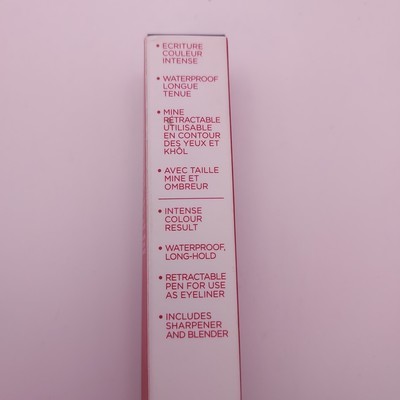 • ECRITURE
COULEUR
INTENSE
• WATERPROOF
LONGUE
TENUE
• MINE
RÉTRACTABLE
UTILISABLE
EN CONTOUR
DES YEUX ET
KHÔL
• AVEC TAILLE
MINE ET
OMBREUR
• INTENSE
COLOUR
RESULT
• WATERPROOF,
LONG-HOLD
• RETRACTABLE
PEN FOR USE
AS EYELINER
• INCLUDES
SHARPENER
AND BLENDER